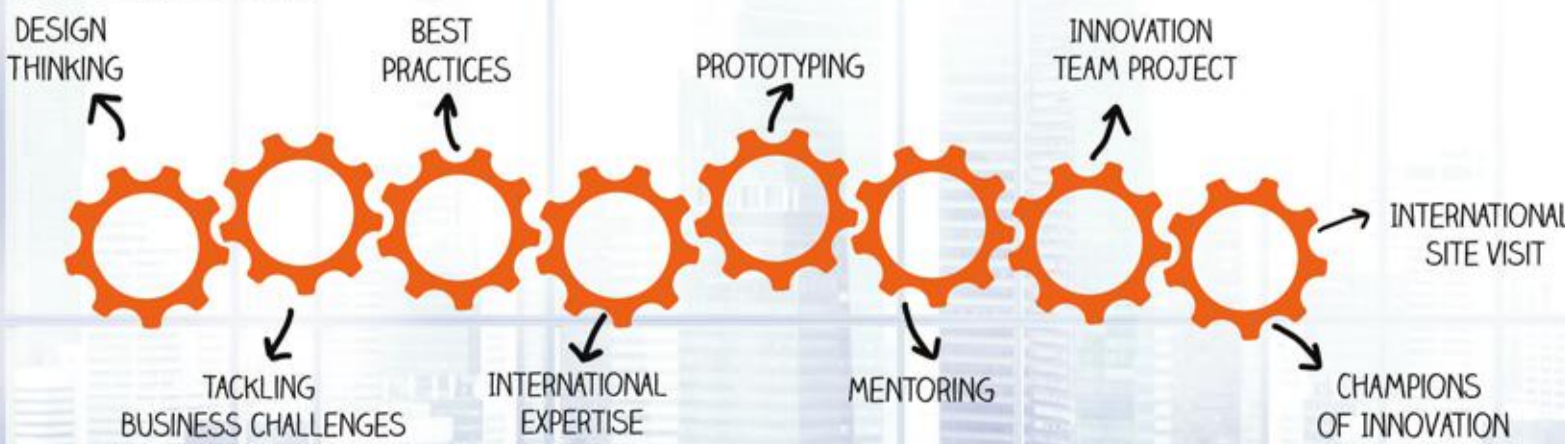 DESIGN
THINKING
BEST
PRACTICES
PROTOTYPING
INNOVATION
TEAM PROJECT
INTERNATIONAL
SITE VISIT
TACKLING
BUSINESS CHALLENGES
INTERNATIONAL
EXPERTISE
MENTORING
CHAMPIONS
OF INNOVATION